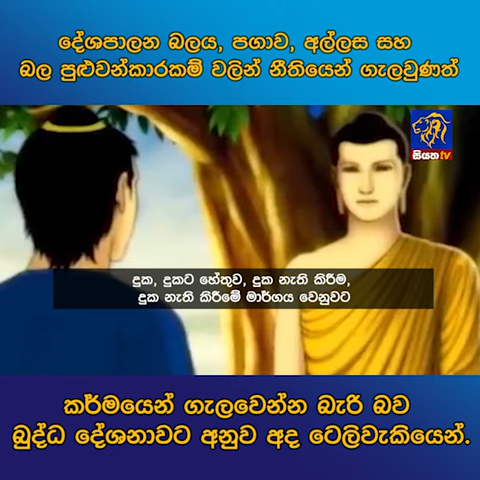 දේශපාලන බලය, පගාව, අල්ලස සහ
බල පුළුවන්කාරකම් වලින් නීතියෙන් ගැලවුණත්
සියත tv
දුක, දුකට හේතුව, දුක නැති කිරීම,
දුක නැති කිරීමේ මාර්ගය වෙනුවට
කර්මයෙන් ගැලවෙන්න බැරි බව
බුද්ධ දේශනාවට අනුව අද ටෙලිවැකියෙන්.